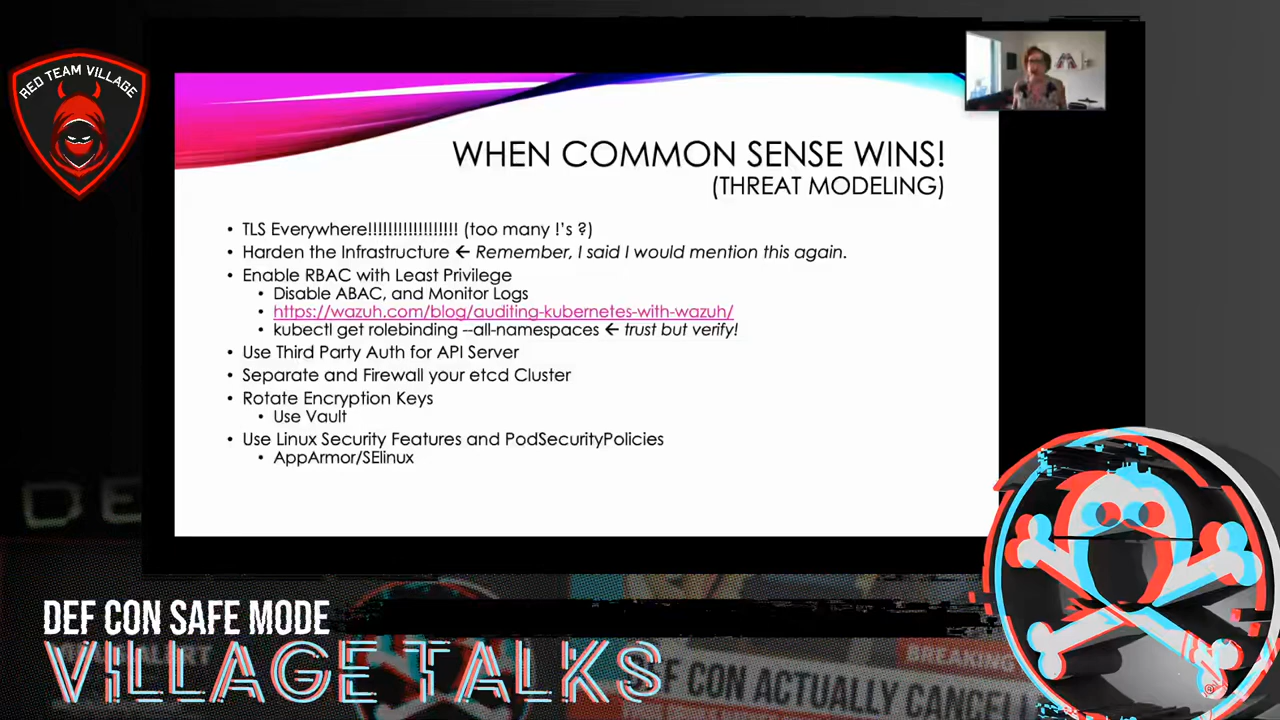 RED TEAM VILLAGE
WHEN COMMON SENSE WINS!
(THREAT MODELING)
• TLS Everywhere!!!!!!!!!!!!!!!!!! (too many !'s ?)
• Harden the Infrastructure ← Remember, I said I would mention this again.
• Enable RBAC with Least Privilege
• Disable ABAC, and Monitor Logs
• https://wazuh.com/blog/auditing-kubernetes-with-wazuh/
• kubectl get rolebinding --all-namespaces ← trust but verify!
• Use Third Party Auth for API Server
• Separate and Firewall your etcd Cluster
• Rotate Encryption Keys
• Use Vault
• Use Linux Security Features and PodSecurityPolicies
• AppArmor/SElinux
DEF CON SAFE MODE
VILLAGE TALKS
BREAKING
DEF CON ACTUALLY CANCEL